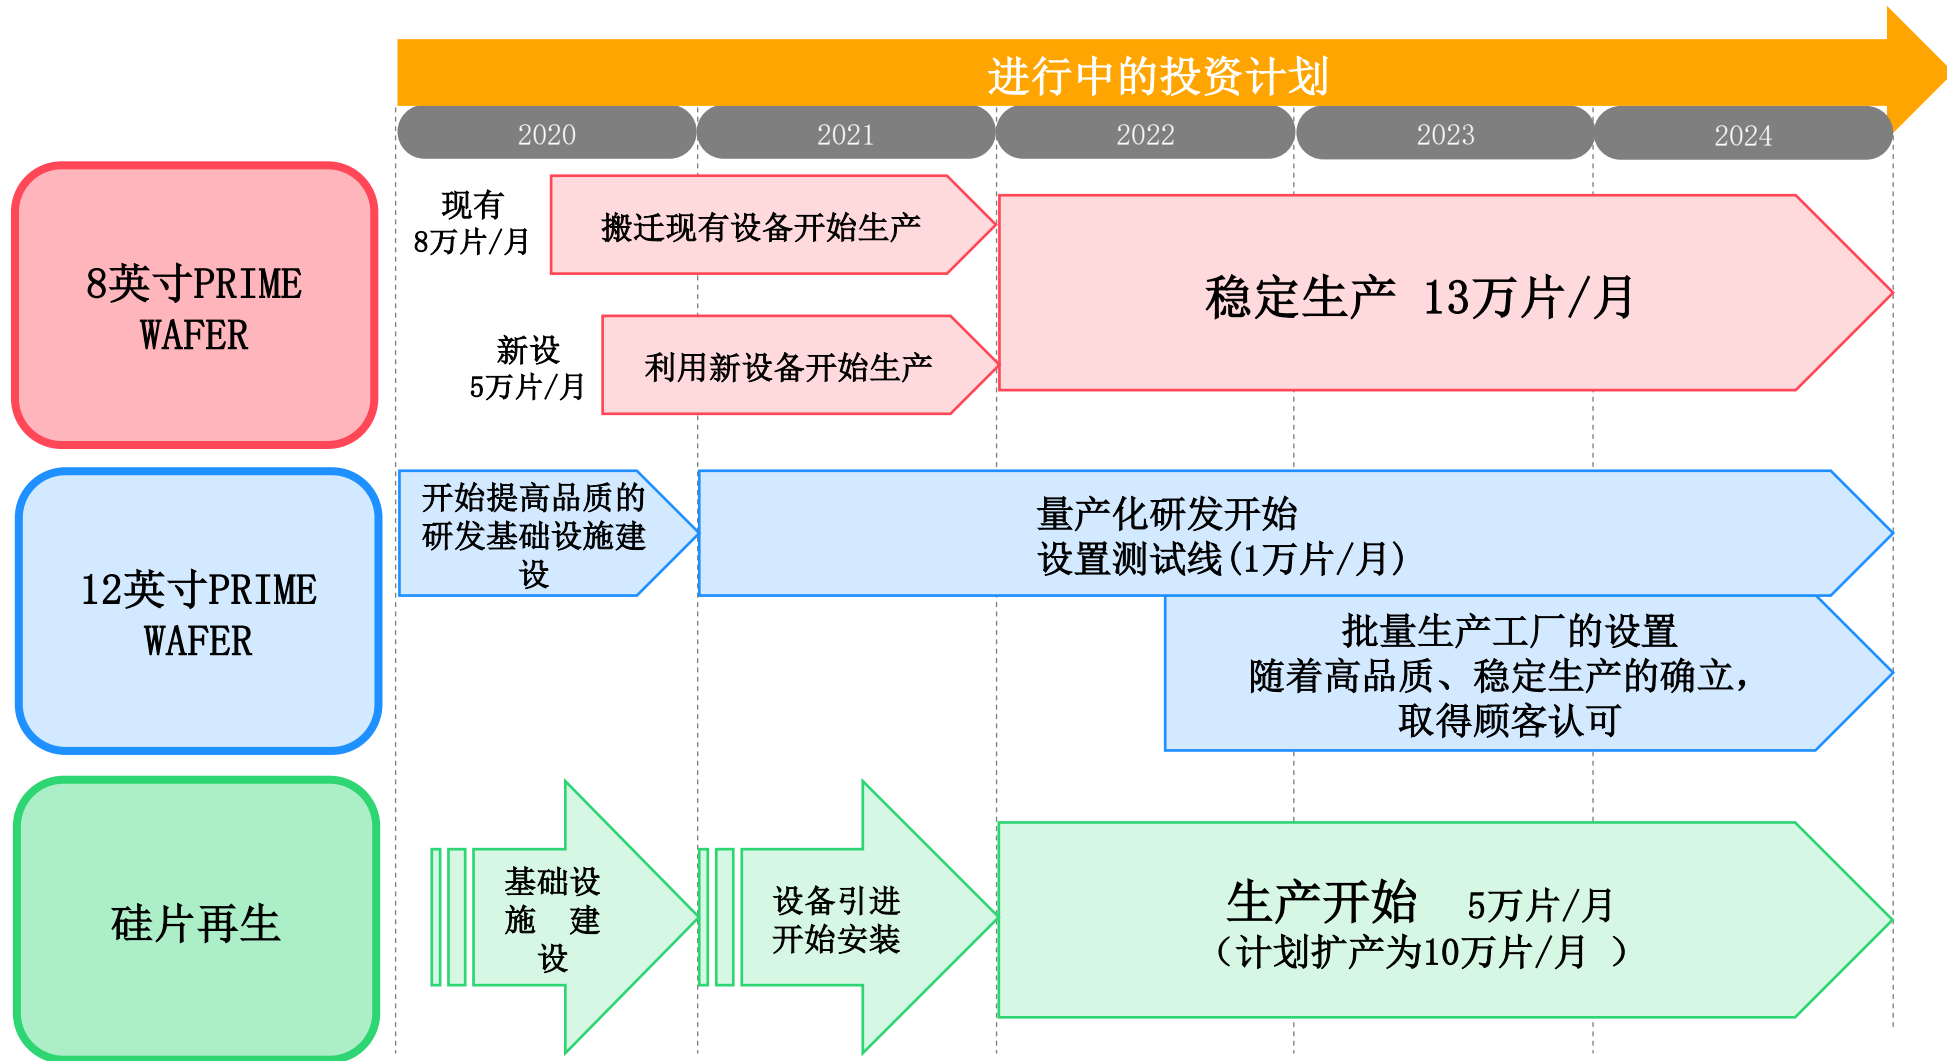 进行中的投资计划
2020
2021
2022
2023
2024
8英寸PRIME
WAFER
现有
8万片/月
搬迁现有设备开始生产
新设
5万片/月
利用新设备开始生产
稳定生产 13万片/月
12英寸PRIME
WAFER
开始提高品质的
研发基础设施建
设
量产化研发开始
设置测试线(1万片/月)
批量生产工厂的设置
随着高品质、稳定生产的确立，
取得顾客认可
硅片再生
基础设
施 建
设
设备引进
开始安装
生产开始 5万片/月
（计划扩产为10万片/月 ）